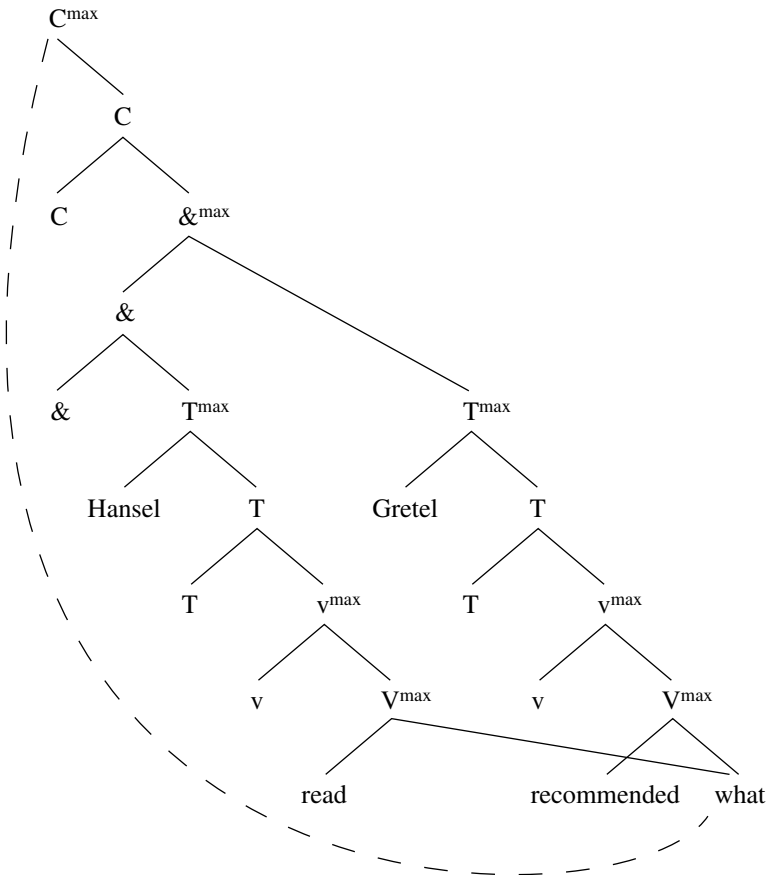 Cmax
C
C &max
&
& Tmax Tmax
Hansel T Gretel T
T vmax T vmax
v Vmax v Vmax
read recommended what